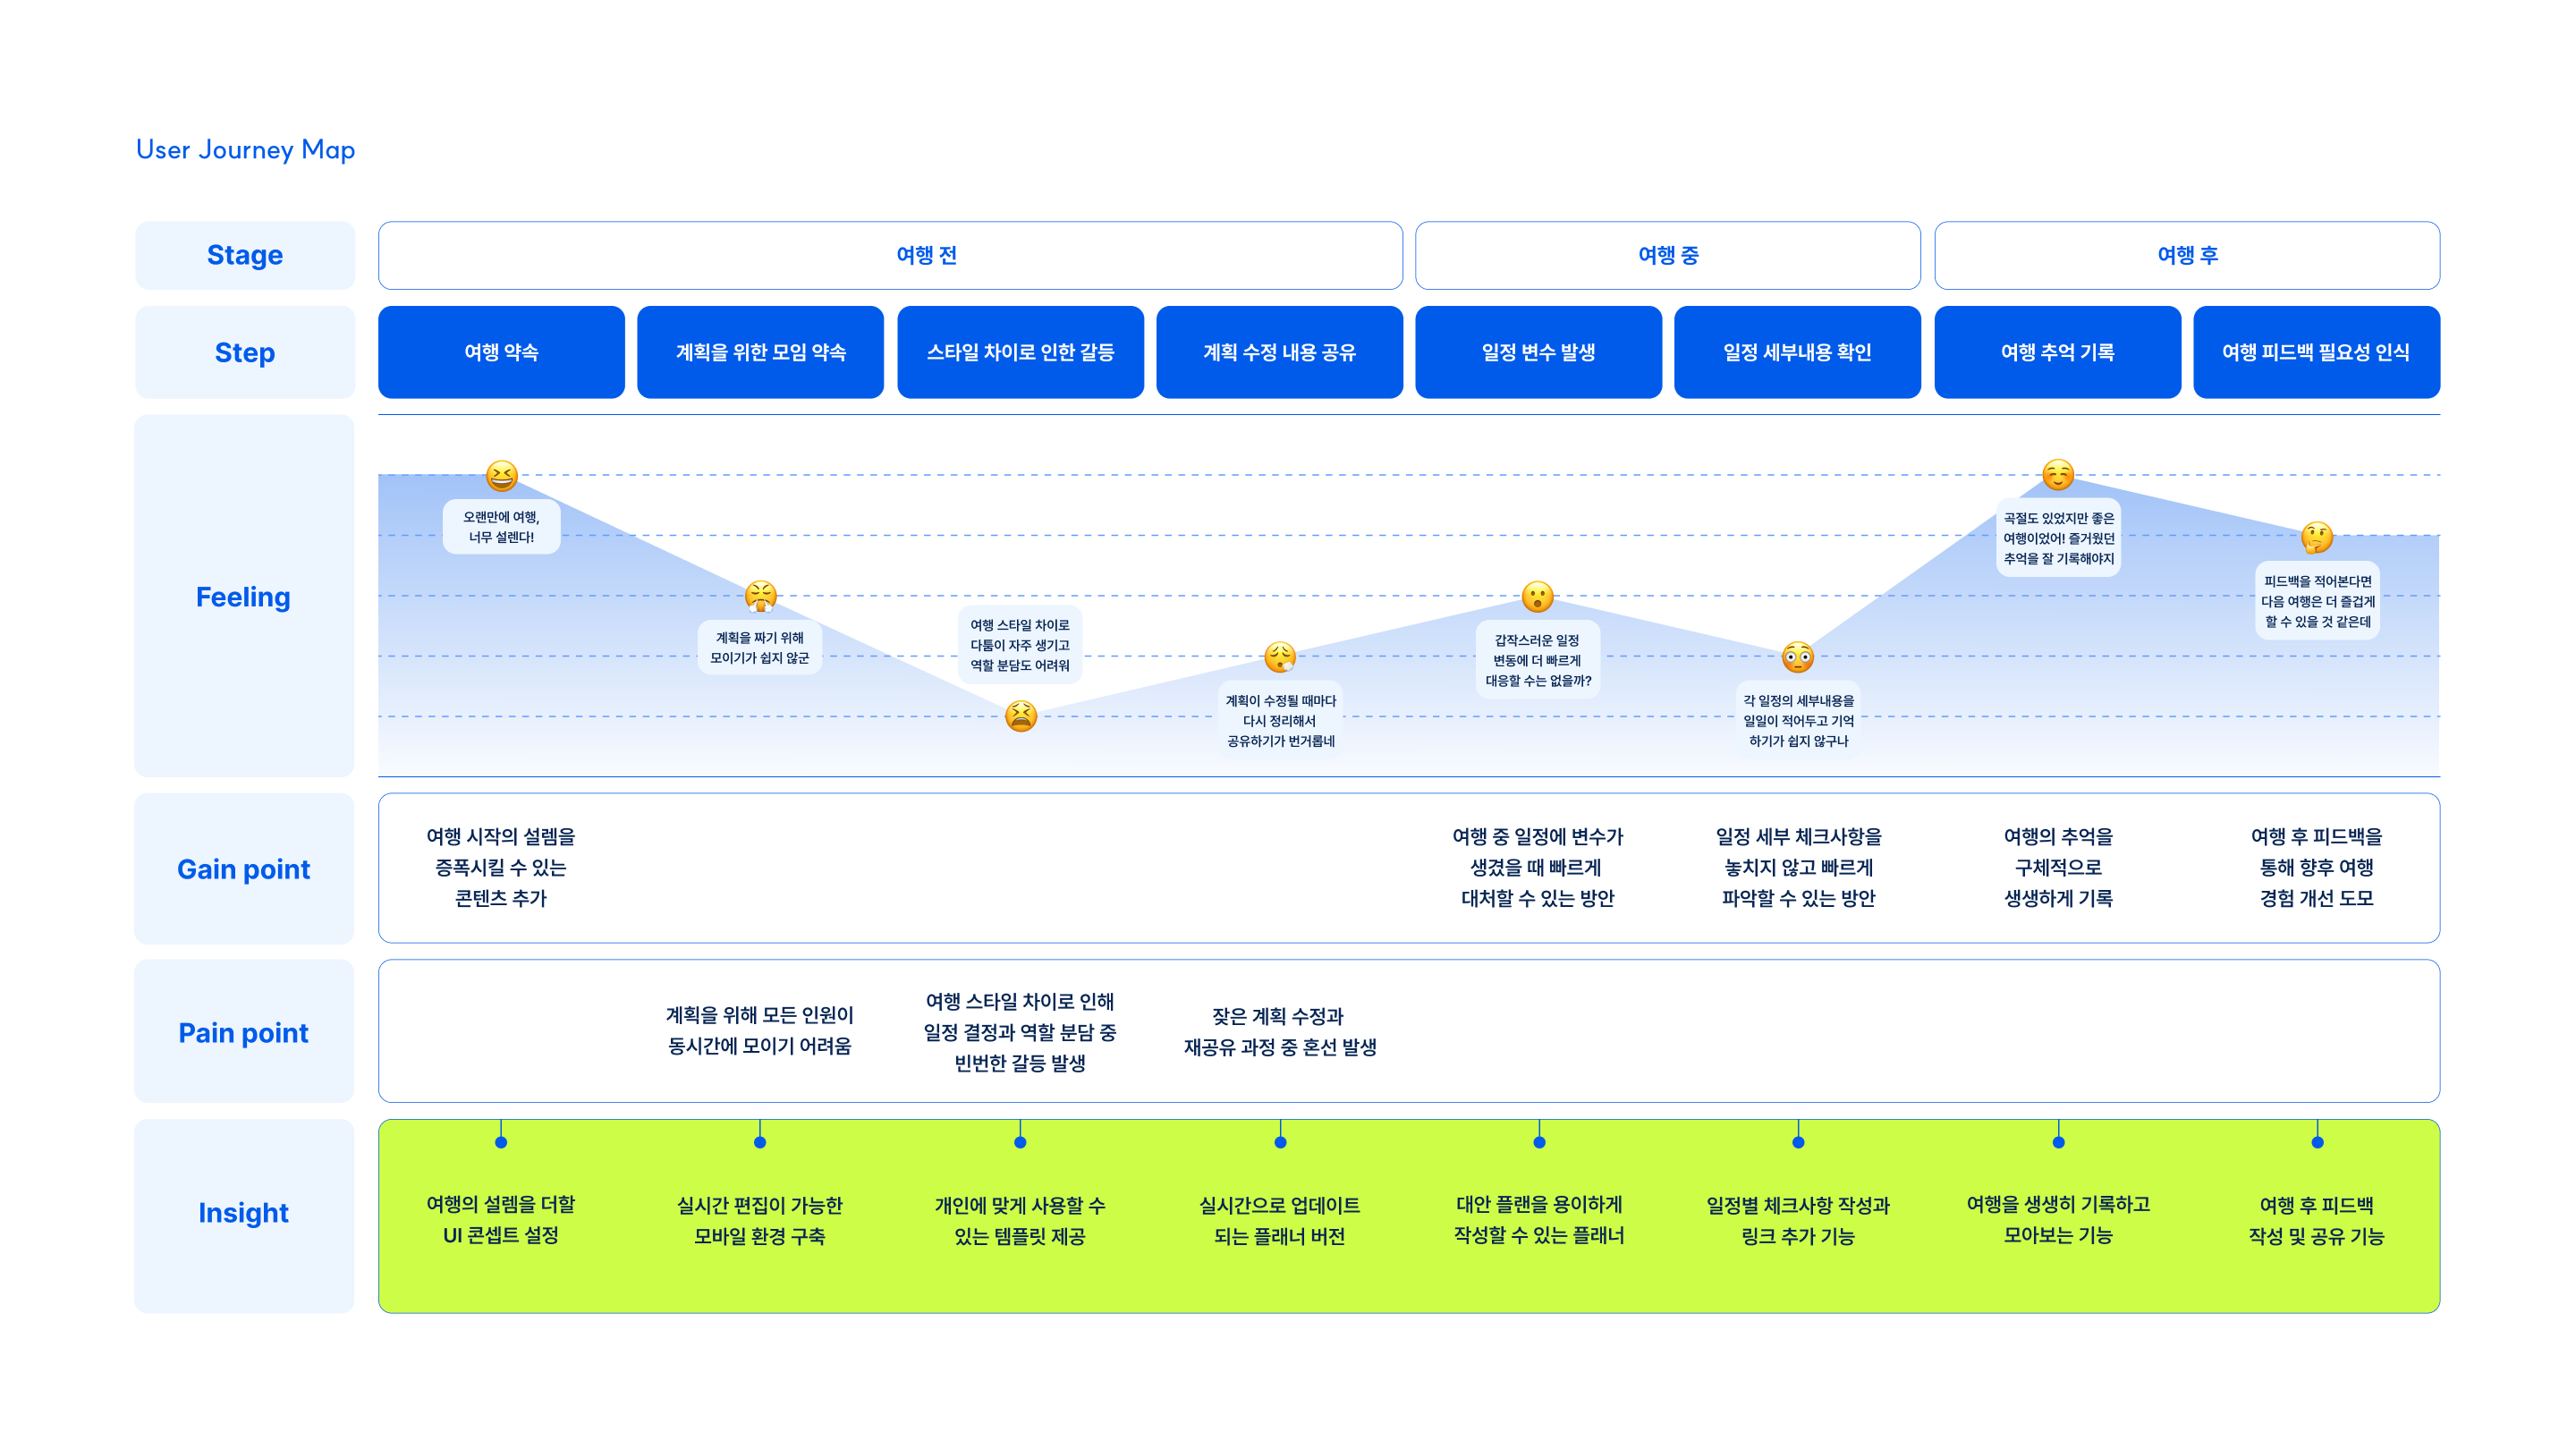 User Journey Map
Stage
여행 전
여행 중
여행 후
Step
여행 약속
계획을 위한 모임 약속
스타일 차이로 인한 갈등
계획 수정 내용 공유
일정 변수 발생
일정 세부내용 확인
여행 추억 기록
여행 피드백 필요성 인식
Feeling
오랜만에 여행,
너무 설렌다!
계획을 짜기 위해
모이기가 쉽지 않군
여행 스타일 차이로
다툼이 자주 생기고
역할 분담도 어려워
계획이 수정될 때마다
다시 정리해서
공유하기가 번거롭네
갑작스러운 일정
변동에 더 빠르게
대응할 수는 없을까?
각 일정의 세부내용을
일일이 적어두고 기억
하기가 쉽지 않구나
곡절도 있었지만 좋은
여행이었어! 즐거웠던
추억을 잘 기록해야지
피드백을 적어본다면
다음 여행은 더 즐겁게
할 수 있을 것 같은데
Gain point
여행 시작의 설렘을
증폭시킬 수 있는
콘텐츠 추가
여행 중 일정에 변수가
생겼을 때 빠르게
대처할 수 있는 방안
일정 세부 체크사항을
놓치지 않고 빠르게
파악할 수 있는 방안
여행의 추억을
구체적으로
생생하게 기록
여행 후 피드백을
통해 향후 여행
경험 개선 도모
Pain point
계획을 위해 모든 인원이
동시간에 모이기 어려움
여행 스타일 차이로 인해
일정 결정과 역할 분담 중
빈번한 갈등 발생
잦은 계획 수정과
재공유 과정 중 혼선 발생
Insight
여행의 설렘을 더할
UI 콘셉트 설정
실시간 편집이 가능한
모바일 환경 구축
개인에 맞게 사용할 수
있는 템플릿 제공
실시간으로 업데이트
되는 플래너 버전
대안 플랜을 용이하게
작성할 수 있는 플래너
일정별 체크사항 작성과
링크 추가 기능
여행을 생생히 기록하고
모아보는 기능
여행 후 피드백
작성 및 공유 기능